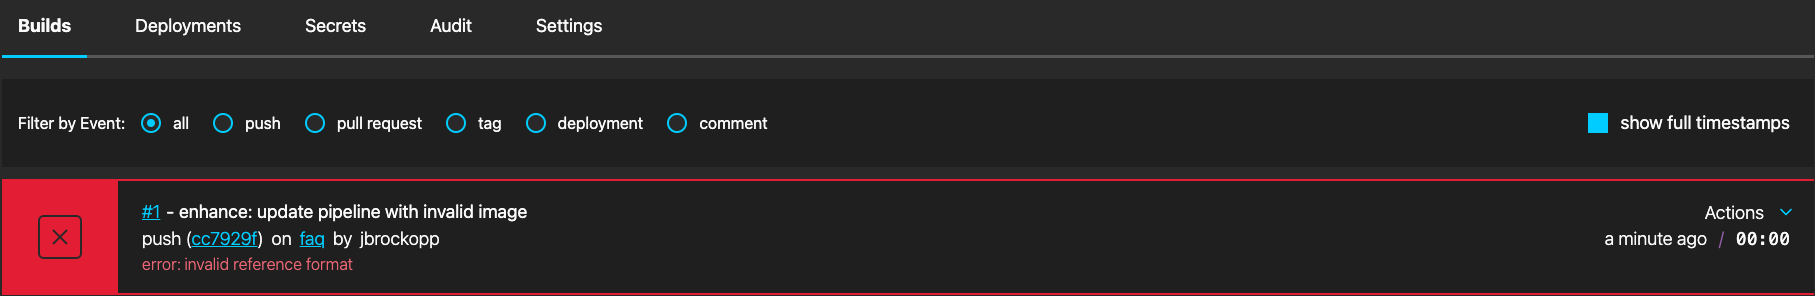 Builds Deployments Secrets Audit Settings
Filter by Event: all push pull request tag deployment comment show full timestamps
#1 - enhance: update pipeline with invalid image Actions
push (cc7929f) on faq by jbrockopp a minute ago / 00:00
error: invalid reference format